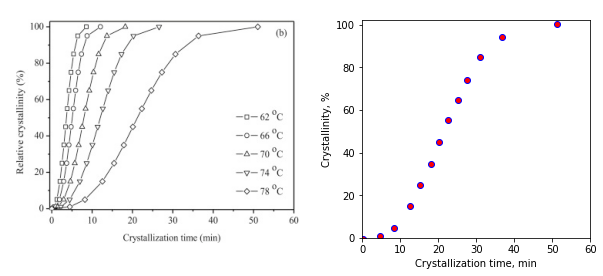 (b)
100
80
60
40
20
0
Relative crystallinity (%)
62 °C
66 °C
70 °C
74 °C
78 °C
0 10 20 30 40 50 60
Crystallization time (min)
100
80
60
40
20
0
Crystallinity, %
0 10 20 30 40 50 60
Crystallization time, min